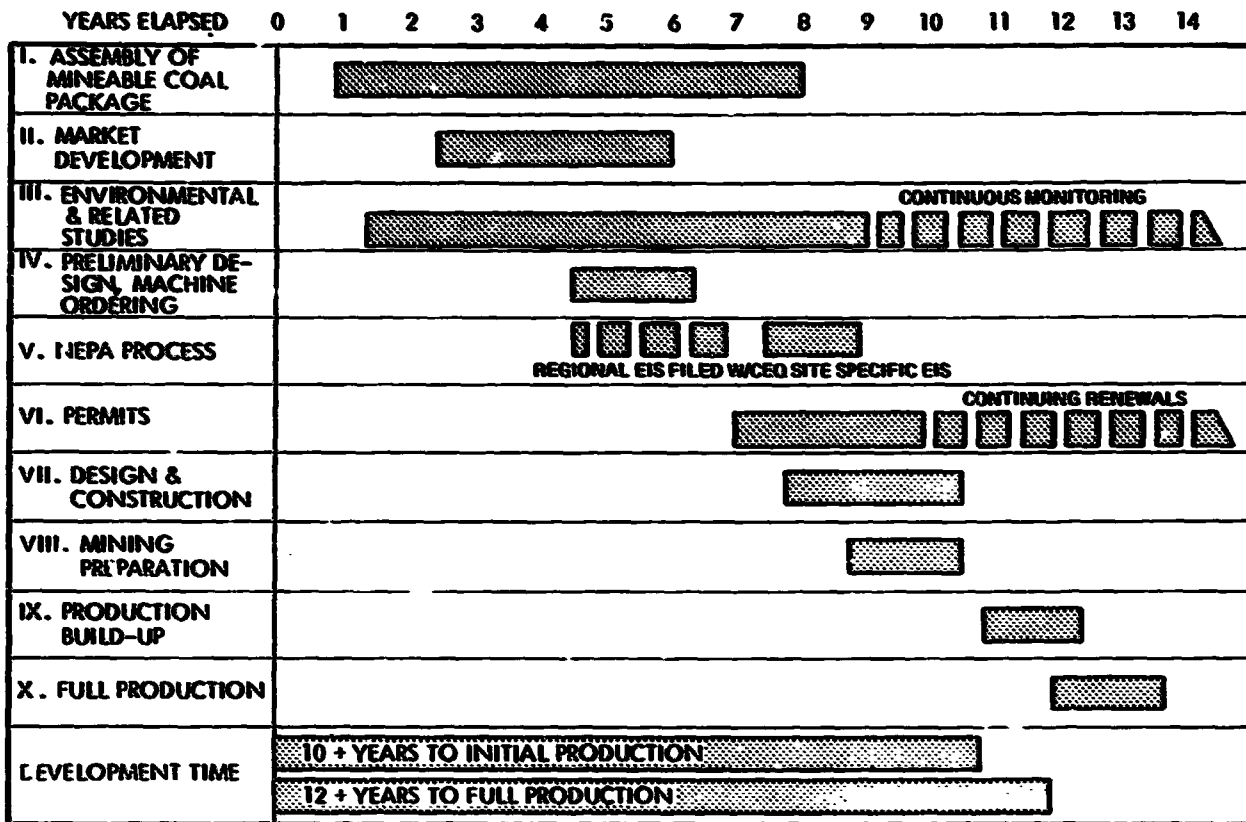 YEARS ELAPSED 0 1 2 3 4 5 6 7 8 9 10 11 12 13 14
I. ASSEMBLY OF
MINEABLE COAL
PACKAGE
II. MARKET
DEVELOPMENT
III. ENVIRONMENTAL
& RELATED
STUDIES
CONTINUOUS MONITORING
IV. PRELIMINARY DE-
SIGN, MACHINE
ORDERING
V. NEPA PROCESS
REGIONAL EIS FILED W/CEQ SITE SPECIFIC EIS
VI. PERMITS
CONTINUING RENEWALS
VII. DESIGN &
CONSTRUCTION
VIII. MINING
PREPARATION
IX. PRODUCTION
BUILD-UP
X. FULL PRODUCTION
DEVELOPMENT TIME
10 + YEARS TO INITIAL PRODUCTION
12 + YEARS TO FULL PRODUCTION